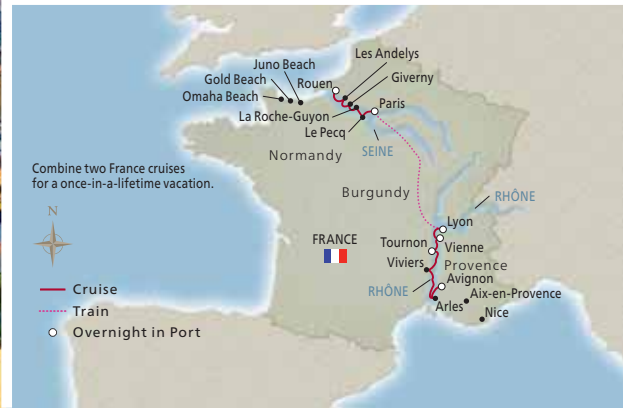 Les Andelys
Juno Beach
Rouen
Giverny
Gold Beach
Omaha Beach
Paris
La Roche-Guyon
Le Pecq
SEINE
Normandy
Combine two France cruises
for a once-in-a-lifetime vacation.
Burgundy
RHÔNE
N
Lyon
FRANCE
Tournon
Vienne
Viviers
Provence
Avignon
RHÔNE
Cruise
Aix-en-Provence
Arles
Train
Nice
Overnight in Port